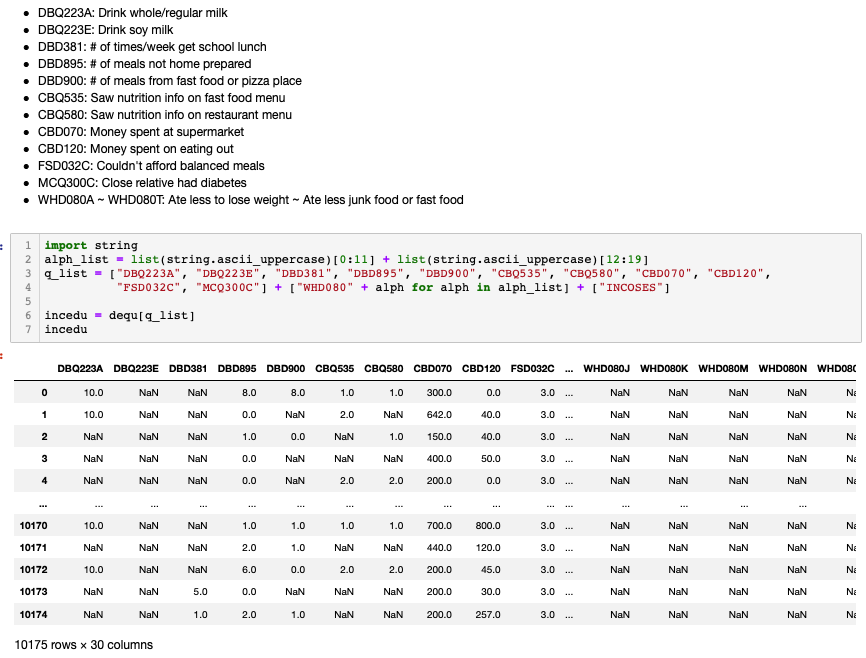 DBQ223A: Drink whole/regular milk
DBQ223E: Drink soy milk
DBD381: # of times/week get school lunch
DBD895: # of meals not home prepared
DBD900: # of meals from fast food or pizza place
CBQ535: Saw nutrition info on fast food menu
CBQ580: Saw nutrition info on restaurant menu
CBD070: Money spent at supermarket
CBD120: Money spent on eating out
FSD032C: Couldn't afford balanced meals
MCQ300C: Close relative had diabetes
WHD080A ~ WHD080T: Ate less to lose weight ~ Ate less junk food or fast food
1 import string
2 alph_list = list(string.ascii_uppercase)[0:11] + list(string.ascii_uppercase)[12:19]
3 q_list = ["DBQ223A", "DBQ223E", "DBD381", "DBD895", "DBD900", "CBQ535", "CBQ580", "CBD070", "CBD120",
4 "FSD032C", "MCQ300C"] + ["WHD080" + alph for alph in alph_list] + ["INCOSES"]
5
6 incedu = dequ[q_list]
7 incedu
DBQ223A DBQ223E DBD381 DBD895 DBD900 CBQ535 CBQ580 CBD070 CBD120 FSD032C ... WHD080J WHD080K WHD080M WHD080N WHD080
0 10.0 NaN NaN 8.0 8.0 1.0 1.0 300.0 0.0 3.0 ... NaN NaN NaN NaN Na
1 10.0 NaN NaN 0.0 NaN 2.0 NaN 642.0 40.0 3.0 ... NaN NaN NaN NaN Na
2 NaN NaN NaN 1.0 0.0 NaN 1.0 150.0 40.0 3.0 ... NaN NaN NaN NaN Na
3 NaN NaN NaN 0.0 NaN NaN NaN 400.0 50.0 3.0 ... NaN NaN NaN NaN Na
4 NaN NaN NaN 0.0 NaN 2.0 2.0 200.0 0.0 3.0 ... NaN NaN NaN NaN Na
... ... ... ... ... ... ... ... ... ... ... ... ... ... ... ...
10170 10.0 NaN NaN 1.0 1.0 1.0 1.0 700.0 800.0 3.0 ... NaN NaN NaN NaN Na
10171 NaN NaN NaN 2.0 1.0 NaN NaN 440.0 120.0 3.0 ... NaN NaN NaN NaN Na
10172 10.0 NaN NaN 6.0 0.0 2.0 2.0 200.0 45.0 3.0 ... NaN NaN NaN NaN Na
10173 NaN NaN 5.0 0.0 NaN NaN NaN 200.0 30.0 3.0 ... NaN NaN NaN NaN Na
10174 NaN NaN 1.0 2.0 1.0 NaN NaN 200.0 257.0 3.0 ... NaN NaN NaN NaN Na
10175 rows × 30 columns